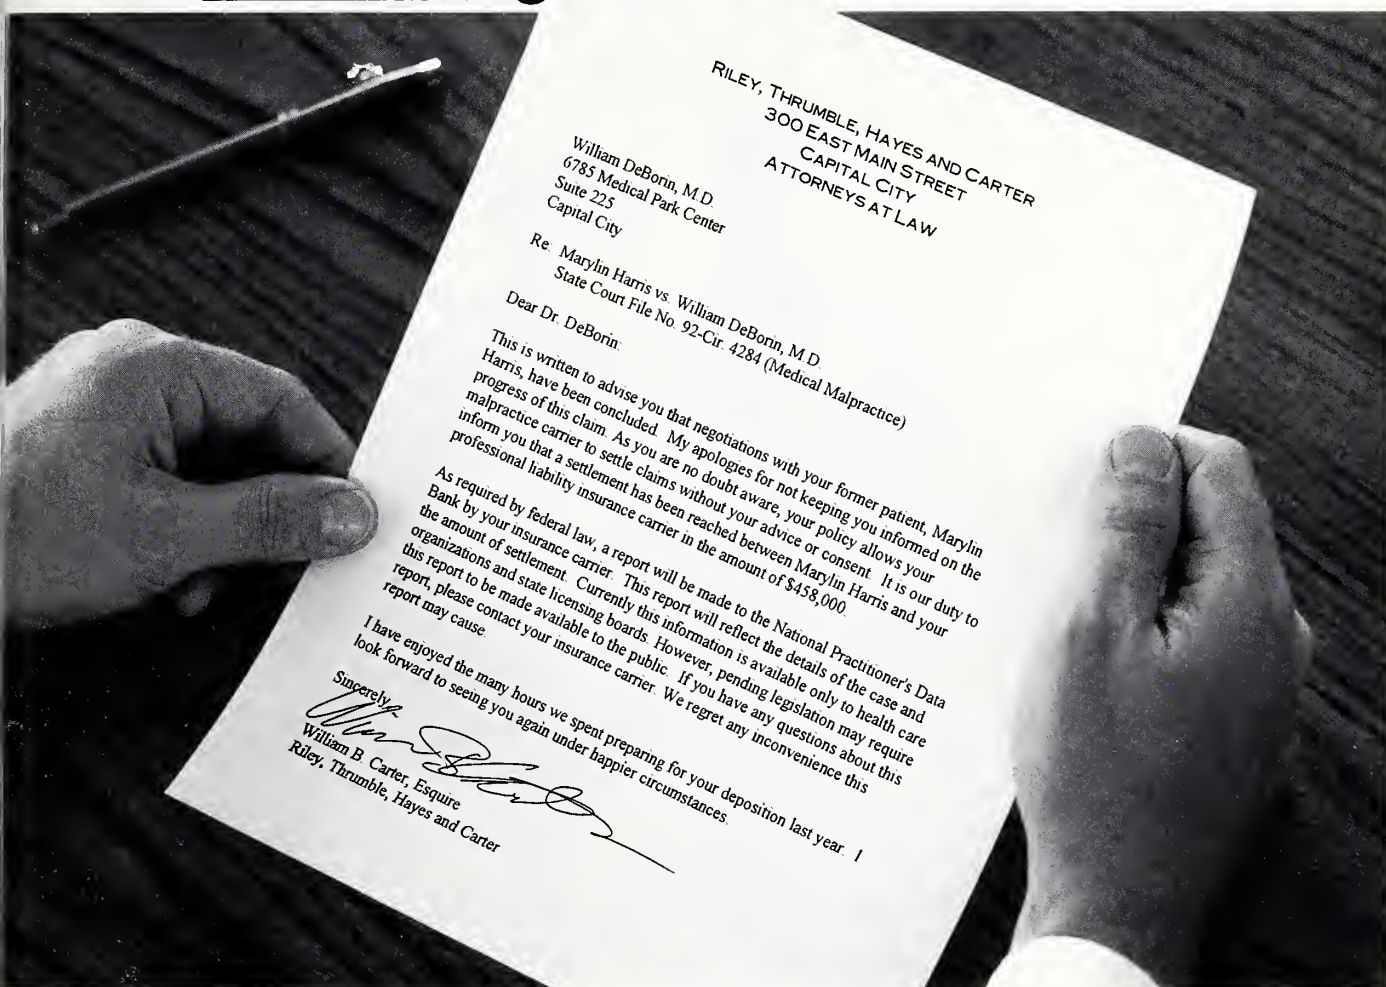 RILEY, THRUMBLE, HAYES AND CARTER
300 EAST MAIN STREET
CAPITAL CITY
ATTORNEYS AT LAW
William DeBorin, M.D.
6785 Medical Park Center
Suite 225
Capital City
Re: Marylin Harris vs. William DeBorin, M.D.
State Court File No. 92-Cir. 4284 (Medical Malpractice)
Dear Dr. DeBorin:
This is written to advise you that negotiations with your former patient, Marylin
Harris, have been concluded. My apologies for not keeping you informed on the
progress of this claim. As you are no doubt aware, your policy allows your
malpractice carrier to settle claims without your advice or consent. It is our duty to
inform you that a settlement has been reached between Marylin Harris and your
professional liability insurance carrier in the amount of $458,000.
As required by federal law, a report will be made to the National Practitioner's Data
Bank by your insurance carrier. This report will reflect the details of the case and
the amount of settlement. Currently this information is available only to health care
organizations and state licensing boards. However, pending legislation may require
this report to be made available to the public. If you have any questions about this
report, please contact your insurance carrier. We regret any inconvenience this
report may cause.
I have enjoyed the many hours we spent preparing for your deposition last year. I
look forward to seeing you again under happier circumstances.
Sincerely,
William B. Carter, Esquire
Riley, Thrumble, Hayes and Carter